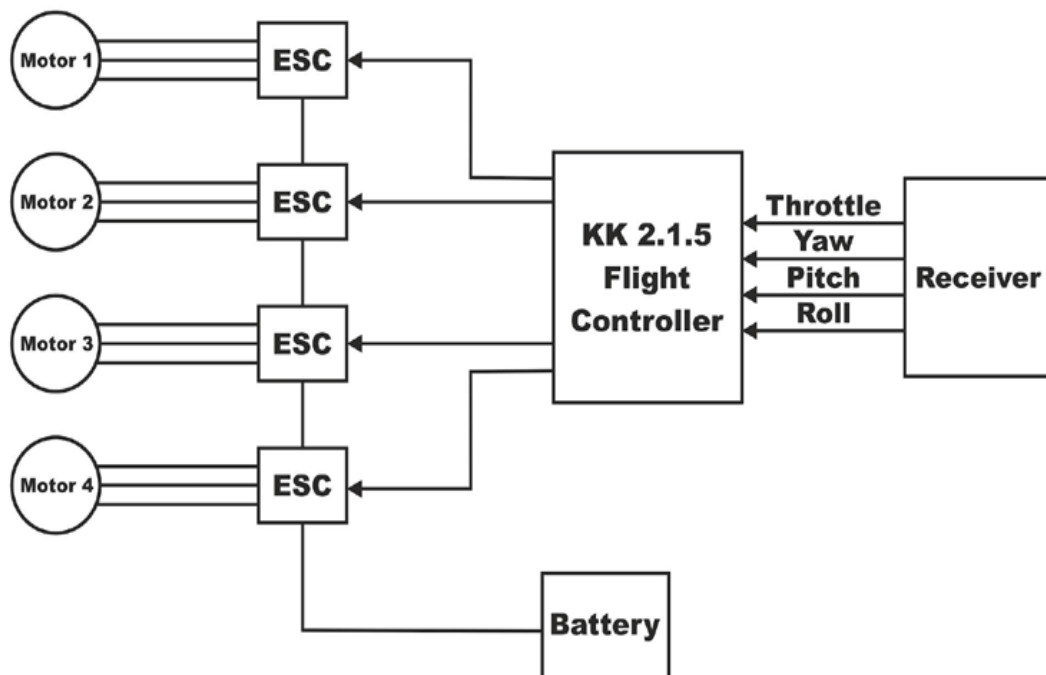 Motor 1
ESC
Motor 2
ESC
Motor 3
ESC
Motor 4
ESC
KK 2.1.5
Flight
Controller
Throttle
Yaw
Pitch
Roll
Receiver
Battery